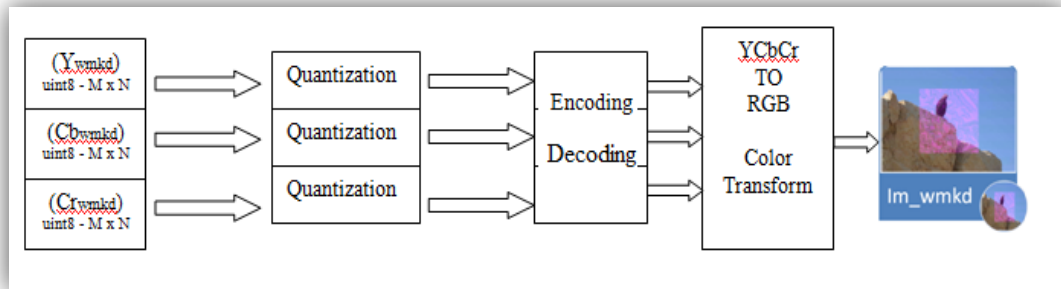 (Ywmkd)
uint8 - M x N
(Cbwmkd)
uint8 - M x N
(Crwmkd)
uint8 - M x N
Quantization
Quantization
Quantization
Encoding
Decoding
YCbCr
TO
RGB
Color
Transform
Im_wmkd